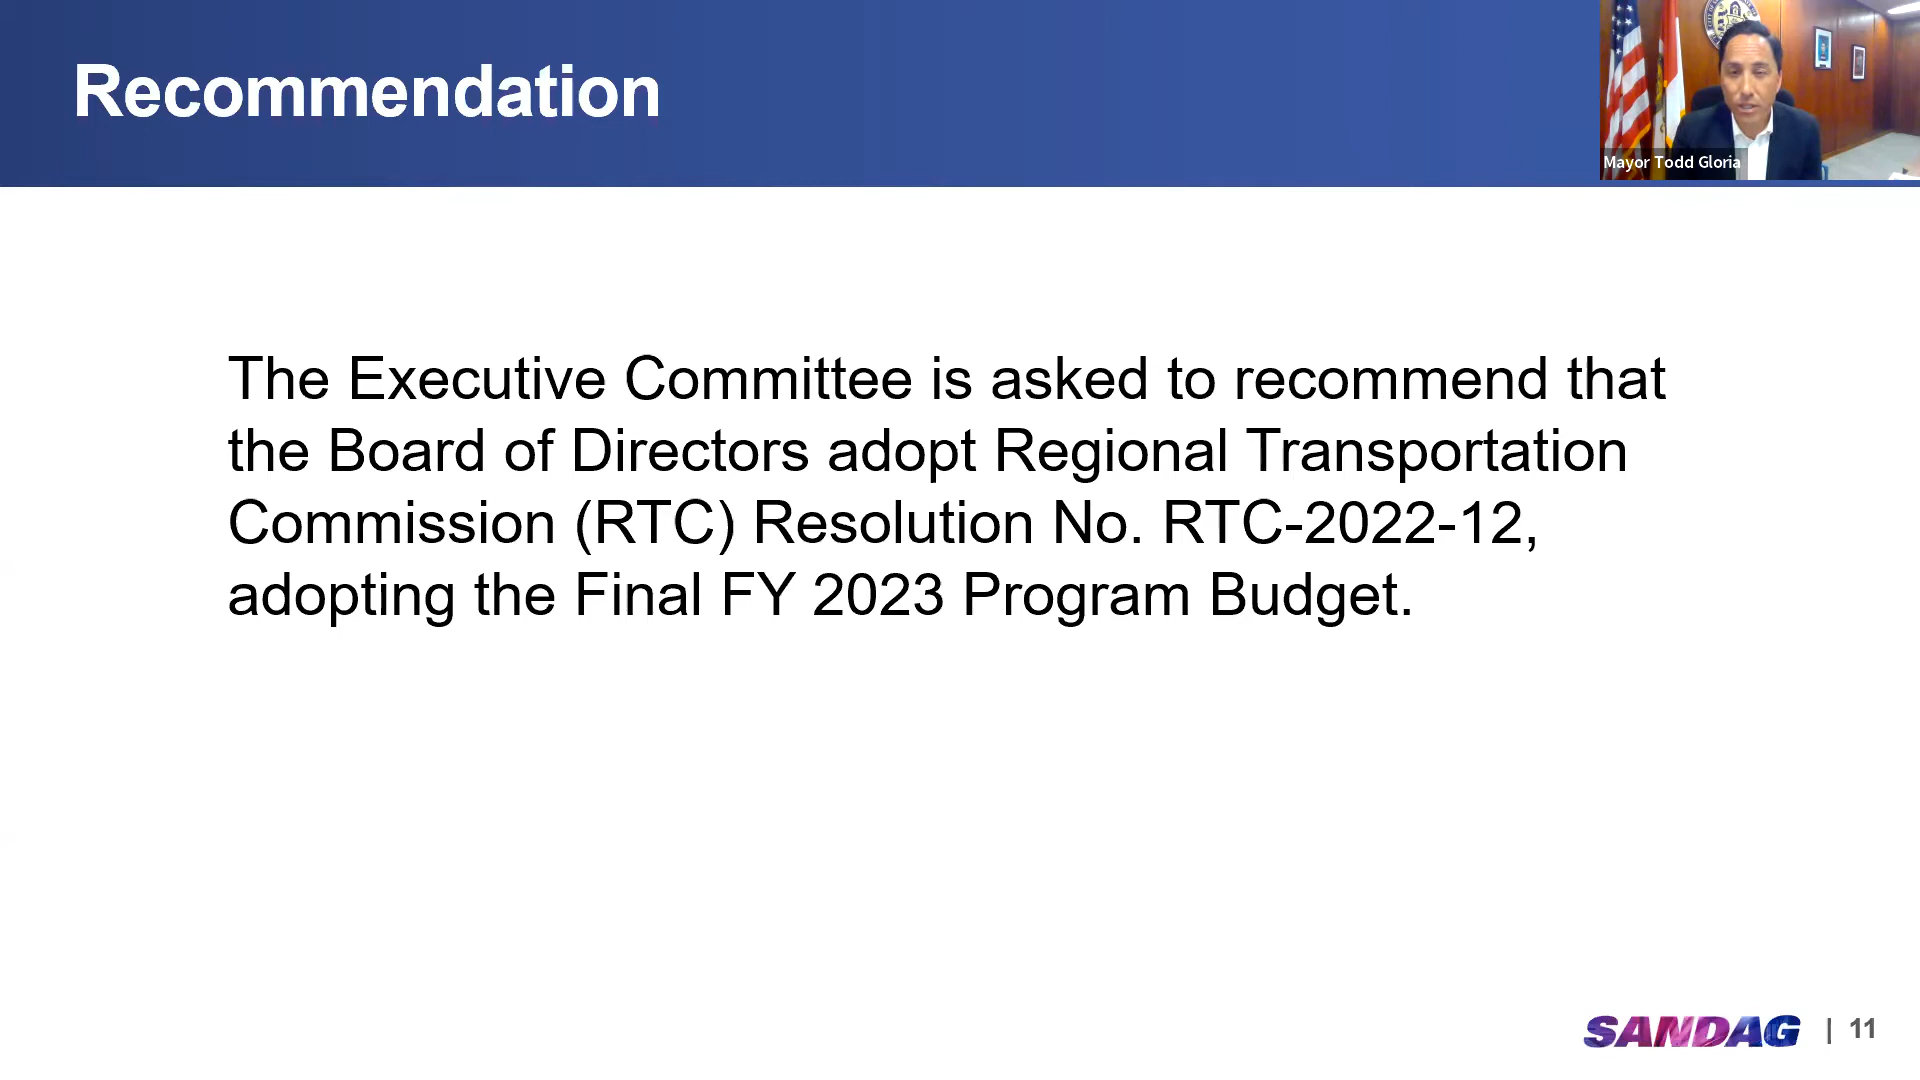 Recommendation
Mayor Todd Gloria
The Executive Committee is asked to recommend that
the Board of Directors adopt Regional Transportation
Commission (RTC) Resolution No. RTC-2022-12,
adopting the Final FY 2023 Program Budget.
SANDAG | 11